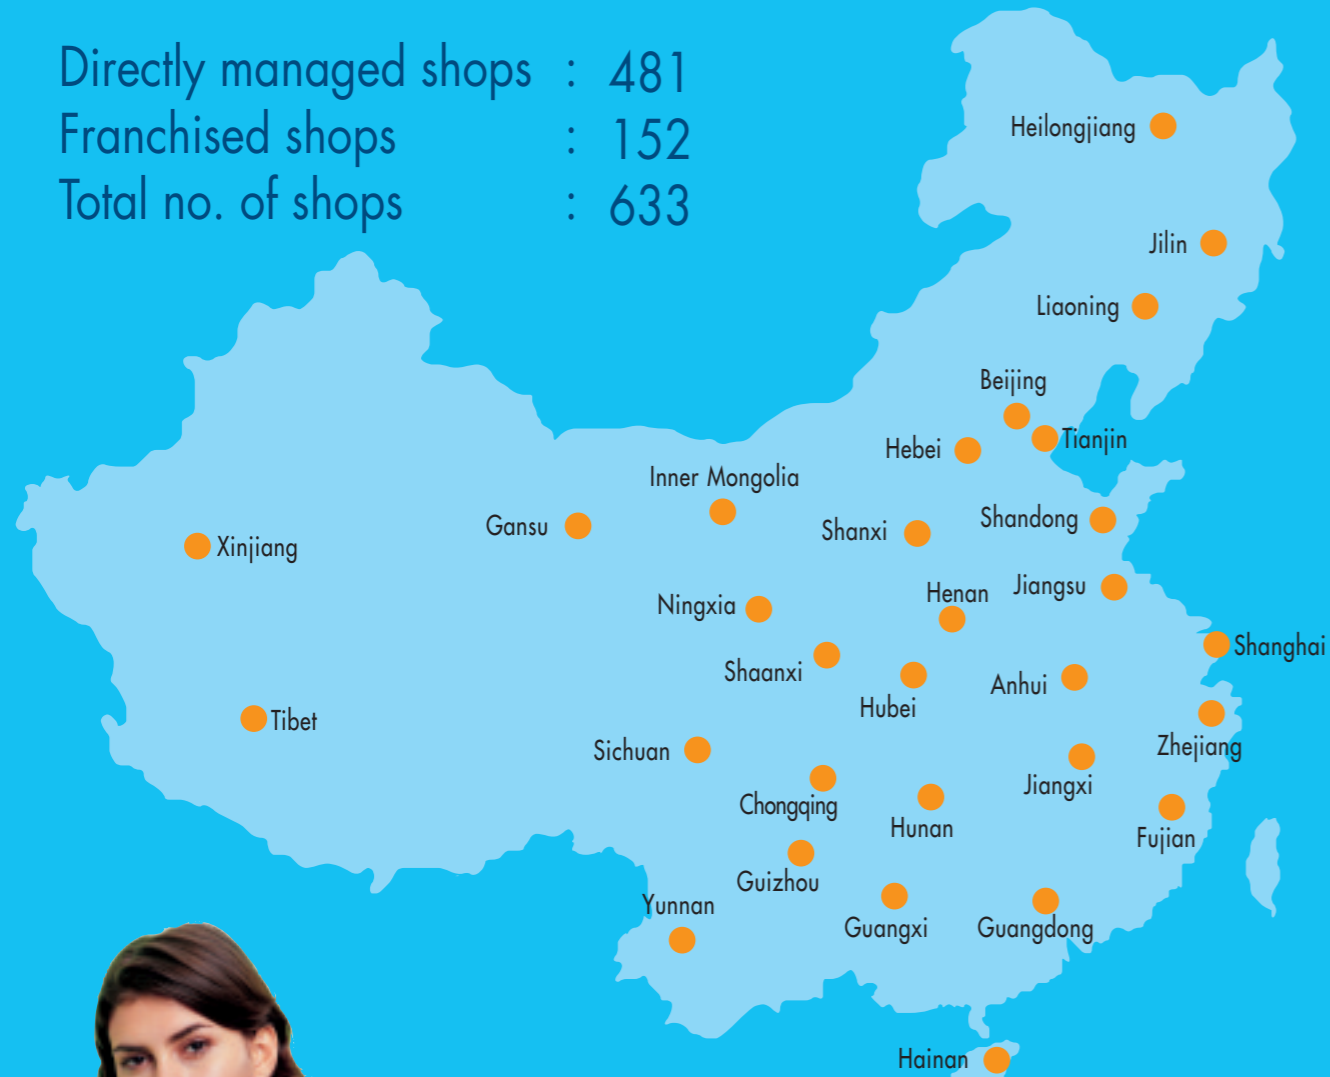 Directly managed shops : 481
Franchised shops : 152
Total no. of shops : 633
Heilongjiang
Jilin
Liaoning
Beijing
Tianjin
Hebei
Inner Mongolia
Gansu
Shanxi
Shandong
Xinjiang
Ningxia
Henan
Jiangsu
Shanghai
Shaanxi
Hubei
Anhui
Tibet
Sichuan
Zhejiang
Chongqing
Jiangxi
Hunan
Fujian
Guizhou
Yunnan
Guangxi
Guangdong
Hainan